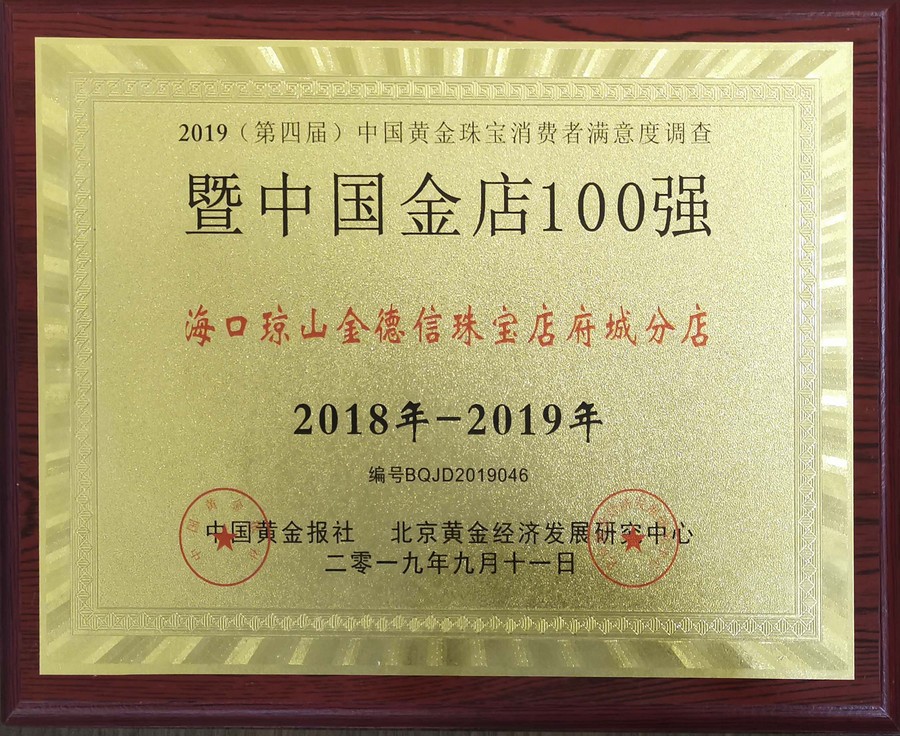 2019（第四届）中国黄金珠宝消费者满意度调查
暨中国金店100强
海口琼山金德信珠宝店府城分店
2018年-2019年
编号BQJD2019046
中国黄金报社 北京黄金经济发展研究中心
二零一九年九月十一日